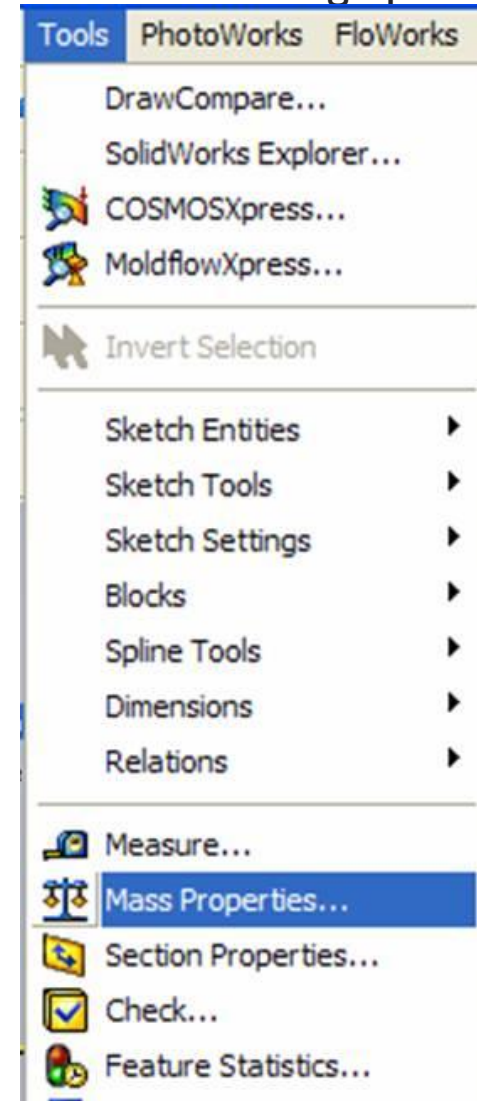 Tools PhotoWorks FloWorks
DrawCompare...
SolidWorks Explorer...
COSMOSXpress...
MoldflowXpress...
Invert Selection
Sketch Entities
Sketch Tools
Sketch Settings
Blocks
Spline Tools
Dimensions
Relations
Measure...
Mass Properties...
Section Properties...
Check...
Feature Statistics...